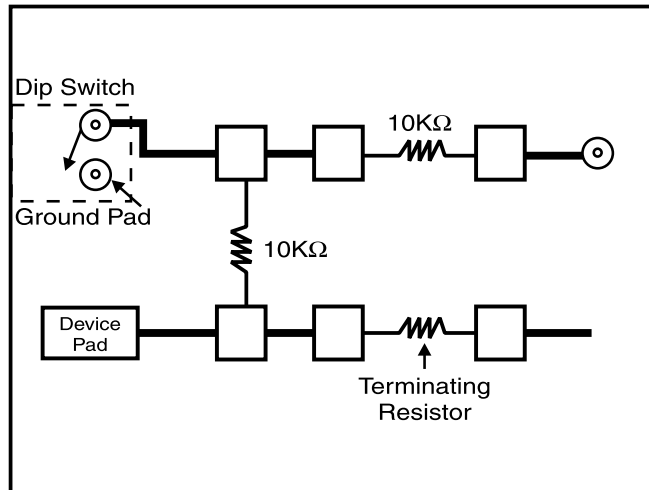 Dip Switch
10KΩ
Ground Pad
10KΩ
Device
Pad
Terminating
Resistor